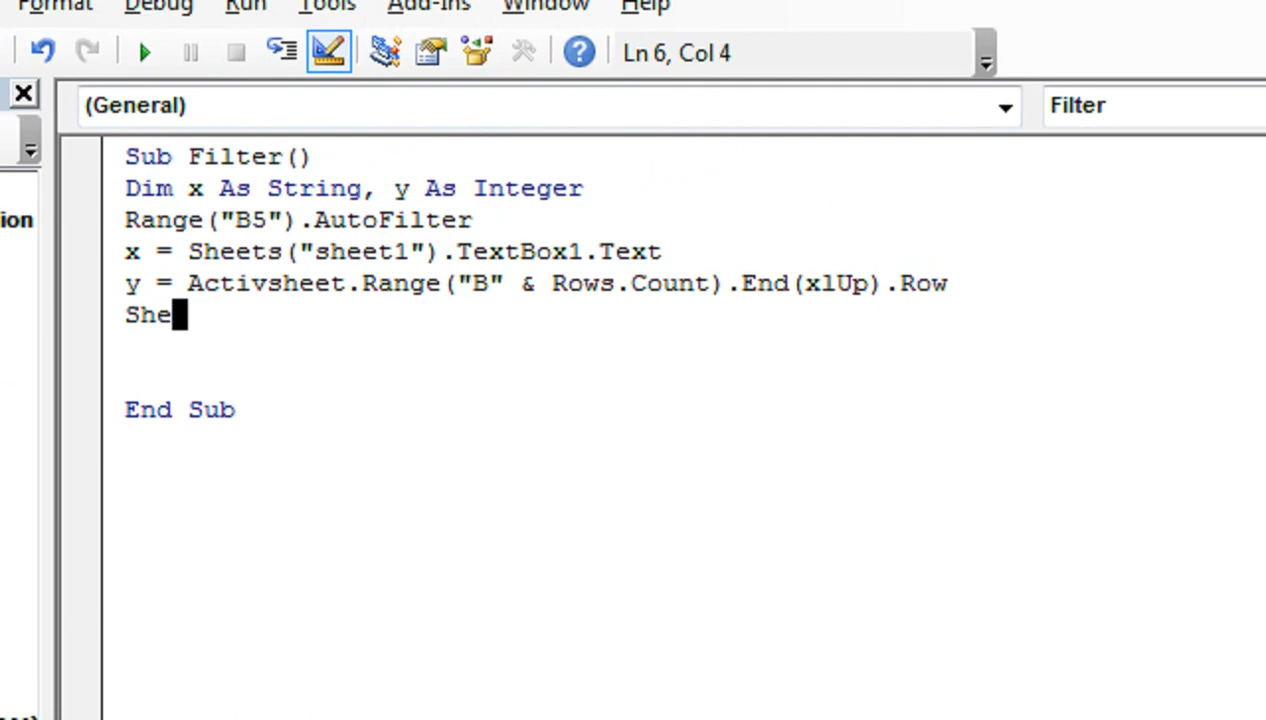 Format Debug Run Tools Add-Ins Window Help
Ln 6, Col 4
(General) Filter
ion
Sub Filter()
Dim x As String, y As Integer
Range("B5").AutoFilter
x = Sheets("sheet1").TextBox1.Text
y = Activsheet.Range("B" & Rows.Count).End(xlUp).Row
She
End Sub